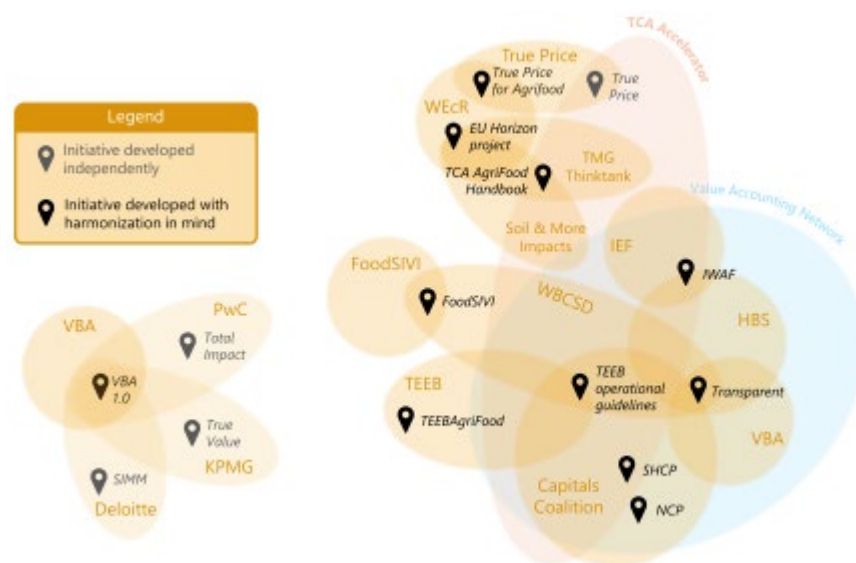 Legend
Initiative developed
independently
Initiative developed with
harmonization in mind
TCA Accelerator
True Price
True Price
for Agrifood
True
Price
WEcR
EU Horizon
project
TCA AgriFood
Handbook
TMG
Thinktank
Value Accounting Network
Soil & More
Impacts
IEF
IWAF
FoodSIVI
FoodSIVI
WBCSD
HBS
TEEB
TEEBAgriFood
TEEB
operational
guidelines
Transparent
VBA
SHCP
Capitals
Coalition
NCP
PwC
VBA
Total
Impact
VBA
1.0
True
Value
KPMG
SIMM
Deloitte